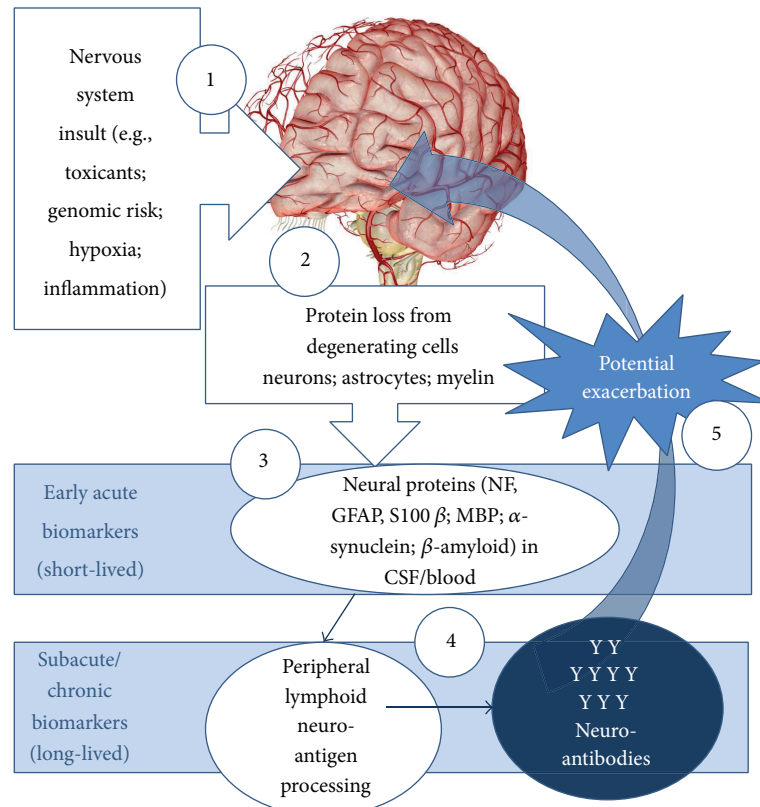 Nervous
system
insult (e.g.,
toxicants;
genomic risk;
hypoxia;
inflammation)
1
2
Protein loss from
degenerating cells
neurons; astrocytes; myelin
Potential
exacerbation
5
3
Early acute
biomarkers
(short-lived)
Neural proteins (NF,
GFAP, S100 β; MBP; α-
synuclein; β-amyloid) in
CSF/blood
4
Subacute/
chronic
biomarkers
(long-lived)
Peripheral
lymphoid
neuro-
antigen
processing
Y Y
Y Y Y Y
Y Y Y
Neuro-
antibodies